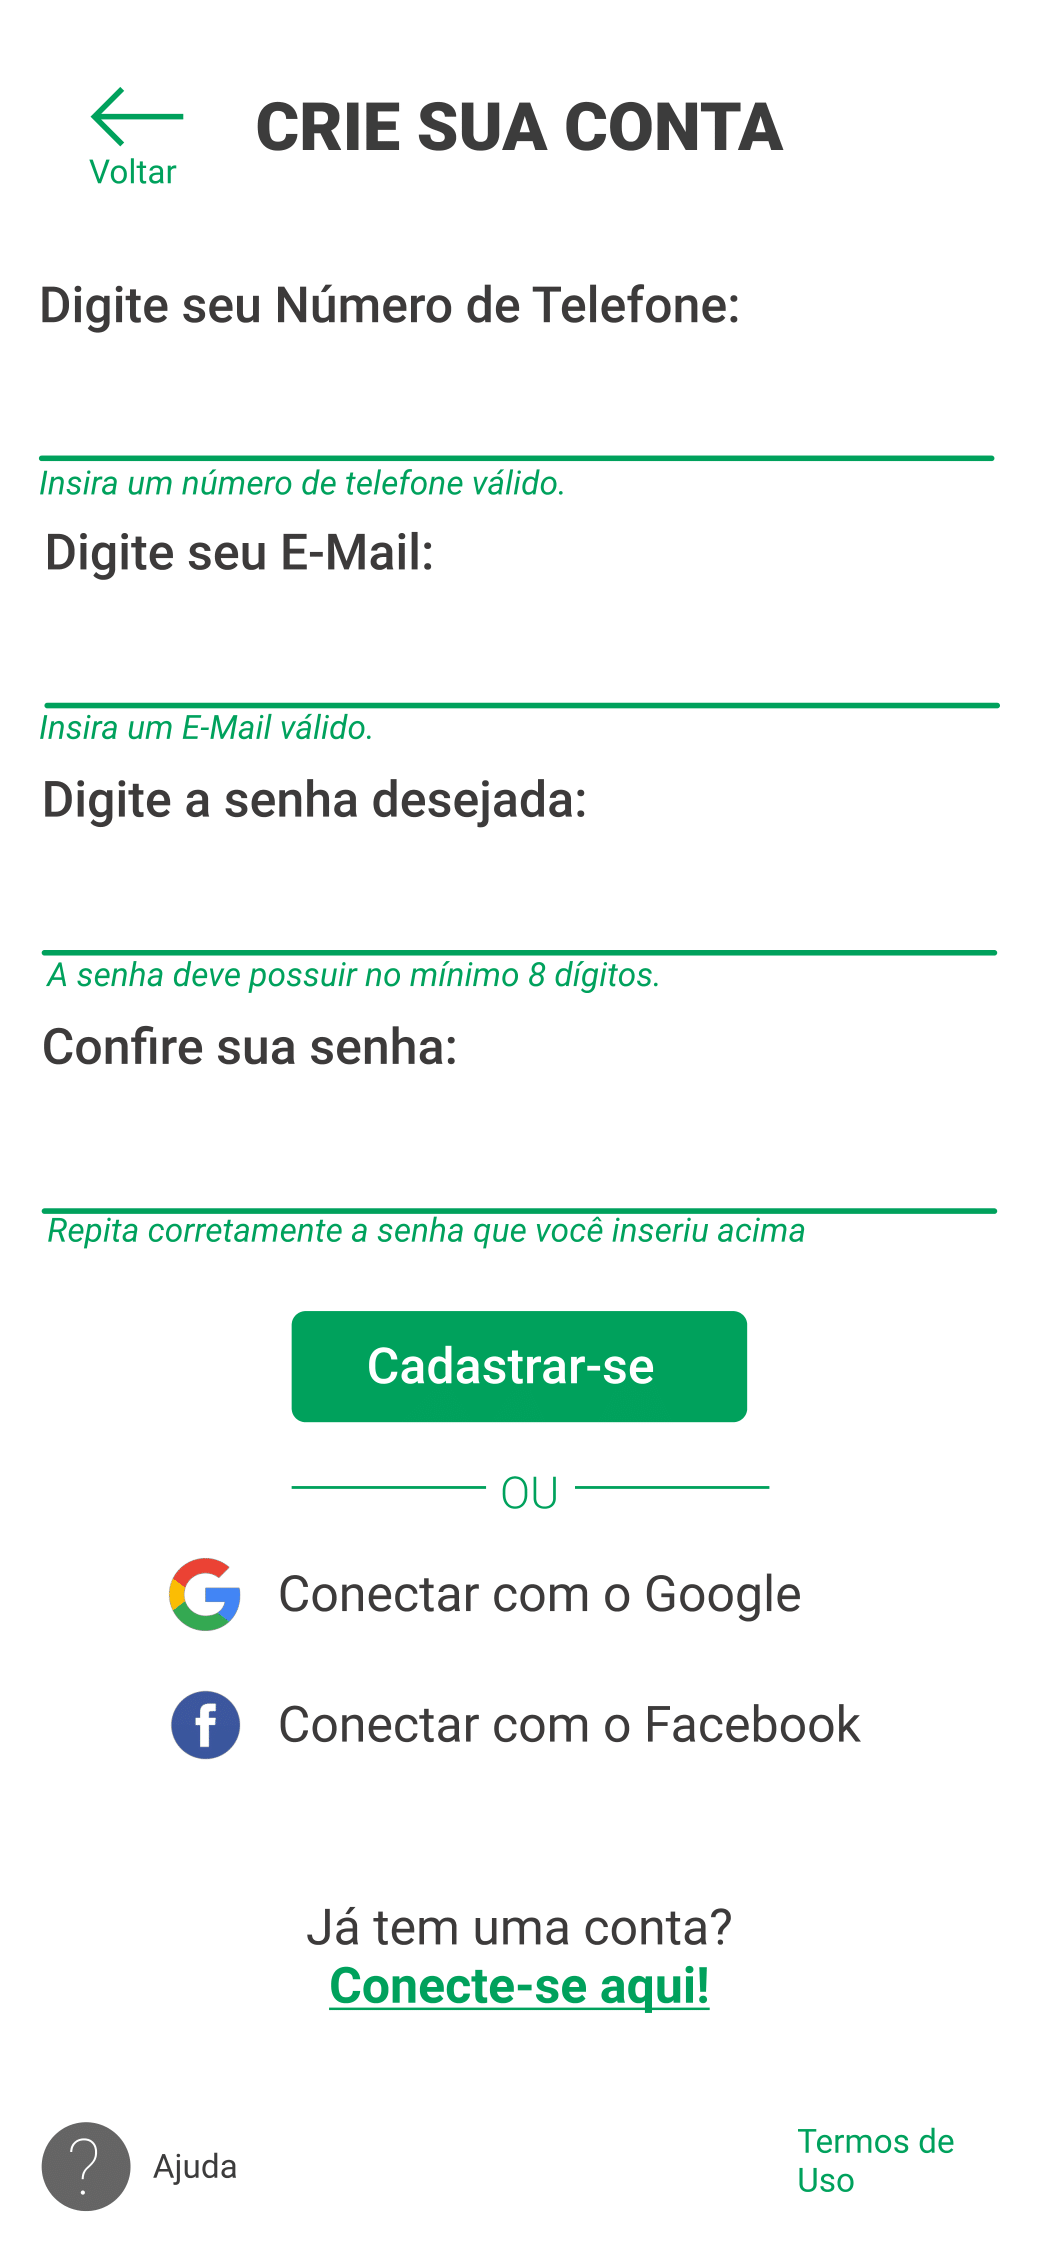 CRIE SUA CONTA
Voltar
Digite seu Número de Telefone:
Insira um número de telefone válido.
Digite seu E-Mail:
Insira um E-Mail válido.
Digite a senha desejada:
A senha deve possuir no mínimo 8 dígitos.
Confire sua senha:
Repita corretamente a senha que você inseriu acima
Cadastrar-se
OU
Conectar com o Google
Conectar com o Facebook
Já tem uma conta?
Conecte-se aqui!
? Ajuda
Termos de
Uso